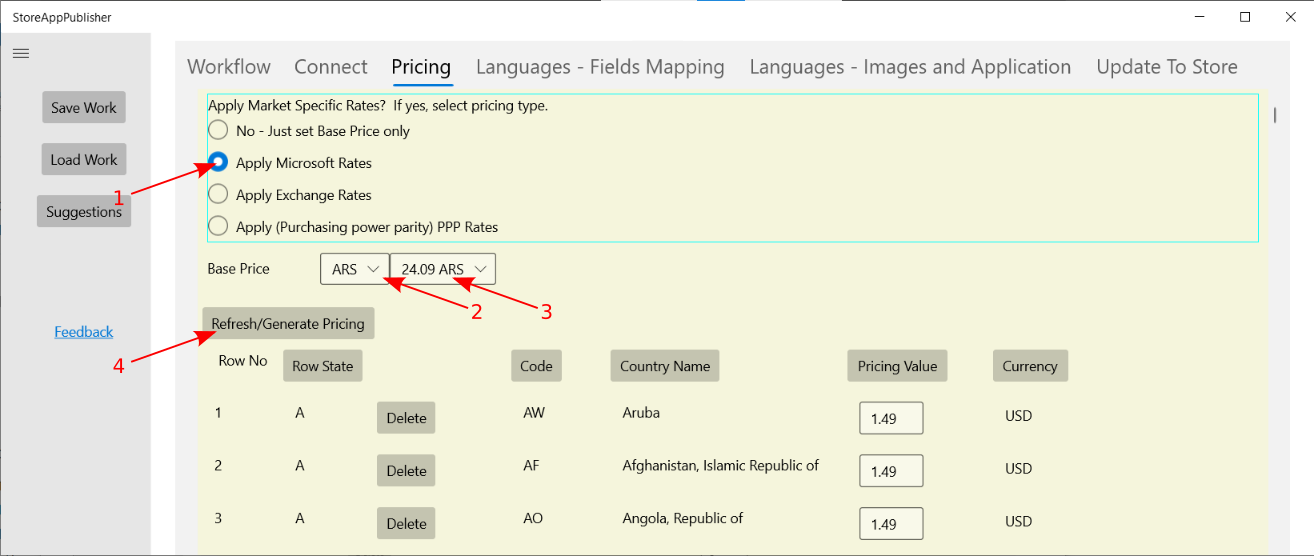 StoreAppPublisher
Workflow Connect Pricing Languages - Fields Mapping Languages - Images and Application Update To Store
Save Work
Load Work
Suggestions
Feedback
Apply Market Specific Rates? If yes, select pricing type.
No - Just set Base Price only
Apply Microsoft Rates
1
Apply Exchange Rates
Apply (Purchasing power parity) PPP Rates
Base Price ARS 24.09 ARS
2 3
Refresh/Generate Pricing
4
Row No Row State Code Country Name Pricing Value Currency
1 A Delete AW Aruba 1.49 USD
2 A Delete AF Afghanistan, Islamic Republic of 1.49 USD
3 A Delete AO Angola, Republic of 1.49 USD